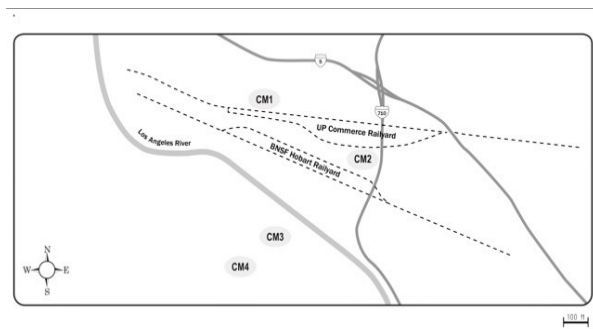 5
CM1
710
UP Commerce Railyard
Los Angeles River
BNSF Hobart Railyard
CM2
CM3
CM4
N
W E
S
100 ft